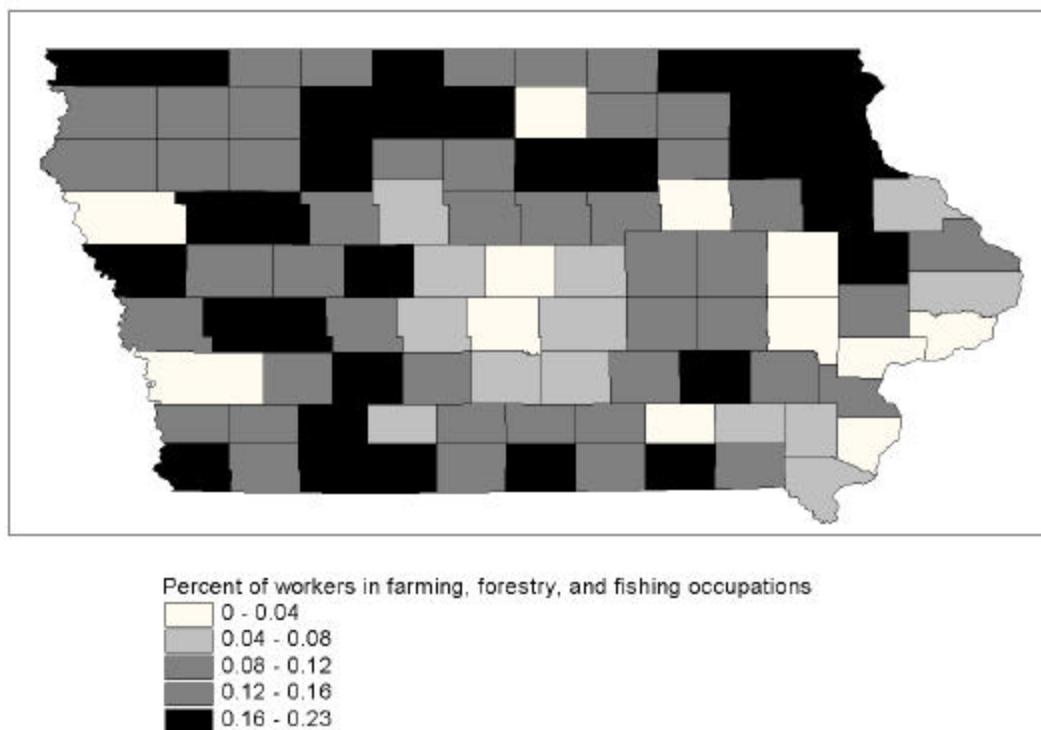 Percent of workers in farming, forestry, and fishing occupations
0 - 0.04
0.04 - 0.08
0.08 - 0.12
0.12 - 0.16
0.16 - 0.23